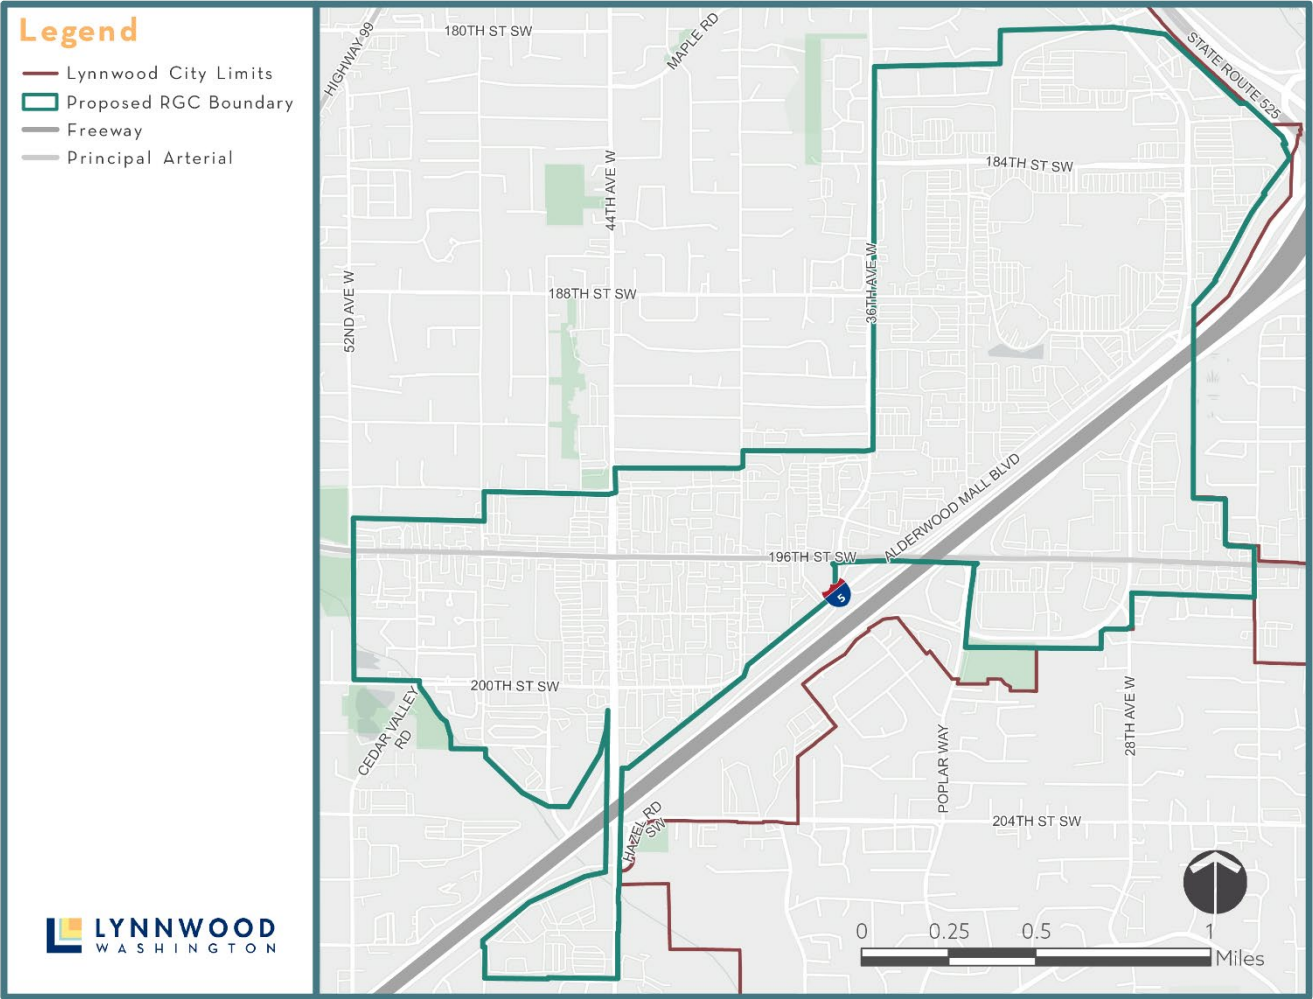 Legend
Lynnwood City Limits
Proposed RGC Boundary
Freeway
Principal Arterial
LYNNWOOD
WASHINGTON
HIGHWAY 99
180TH ST SW
MAPLE RD
STATE ROUTE 525
44TH AVE W
184TH ST SW
52ND AVE W
188TH ST SW
36TH AVE W
ALDERWOOD MALL BLVD
196TH ST SW
5
200TH ST SW
CEDAR VALLEY
RD
28TH AVE W
POPLAR WAY
HAZEL RD
SW
204TH ST SW
0 0.25 0.5 1
Miles